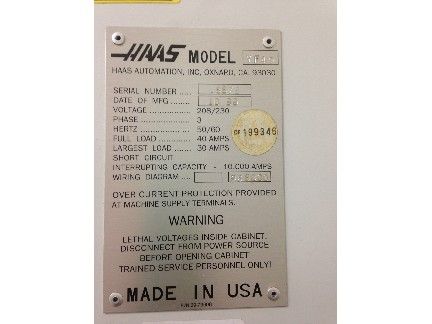 HAAS MODEL
HAAS AUTOMATION, INC, OXNARD, CA. 93030
SERIAL NUMBER
DATE OF MFG
VOLTAGE 208/230
PHASE 3
HERTZ 50/60
FULL LOAD 40 AMPS
LARGEST LOAD 30 AMPS
SHORT CIRCUIT
INTERRUPTING CAPACITY - 10,000 AMPS
WIRING DIAGRAM
199346
OVER CURRENT PROTECTION PROVIDED
AT MACHINE SUPPLY TERMINALS.
WARNING
LETHAL VOLTAGES INSIDE CABINET.
DISCONNECT FROM POWER SOURCE
BEFORE OPENING CABINET
TRAINED SERVICE PERSONNEL ONLY!
MADE IN USA